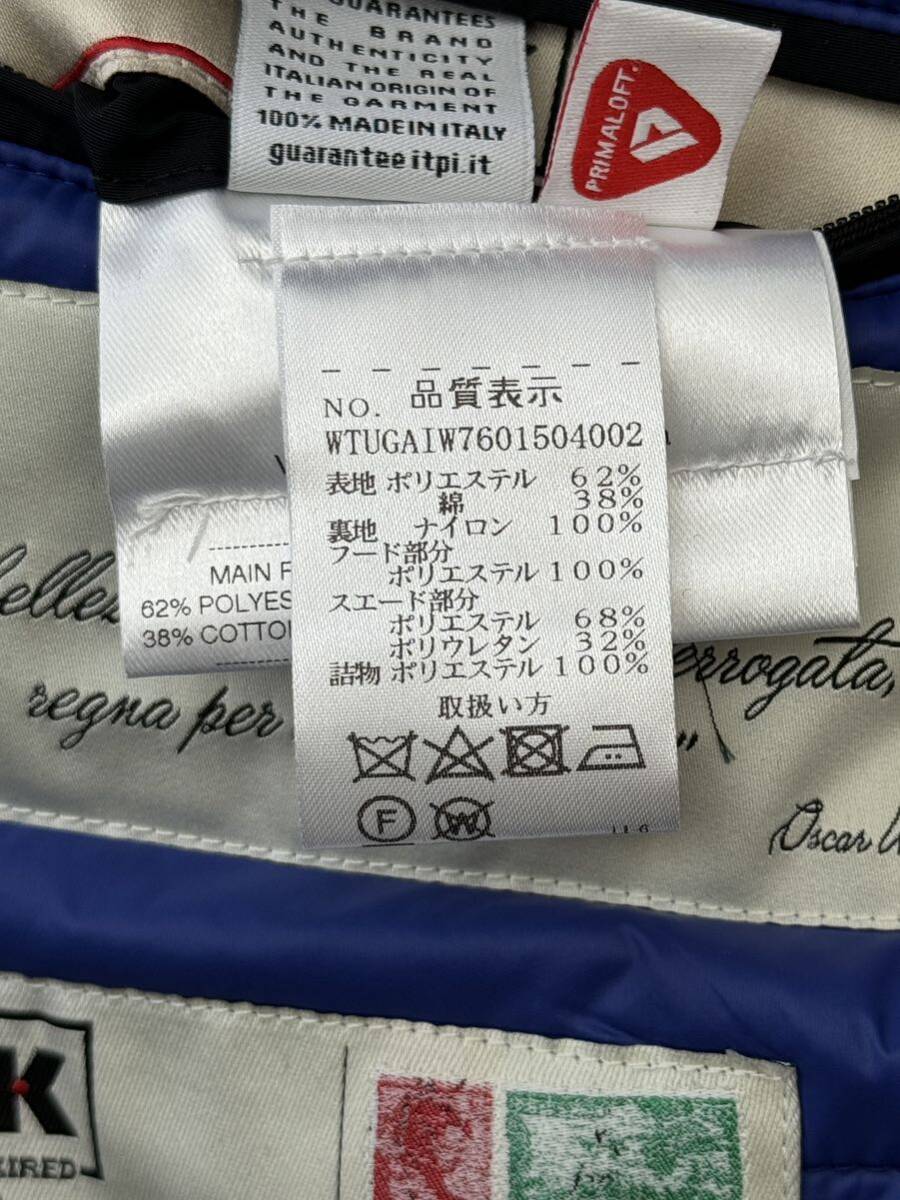 GUARANTEES
THE BRAND
AUTHENTICITY
AND THE REAL
ITALIAN ORIGIN OF
THE GARMENT
100% MADE IN ITALY
guarantee itpi.it
PRIMALOFT.
NO. 品質表示
WTUGAIW7601504002
表地 ポリエステル 62%
綿 38%
裏地 ナイロン 100%
フード部分
ポリエステル 100%
スエード部分
ポリエステル 68%
ポリウレタン 32%
詰物 ポリエステル 100%
取扱い方
F
W
MAIN F
62% POLYES
38% COTTO
ellez
errogata,
regna per
"
Oscar W
K